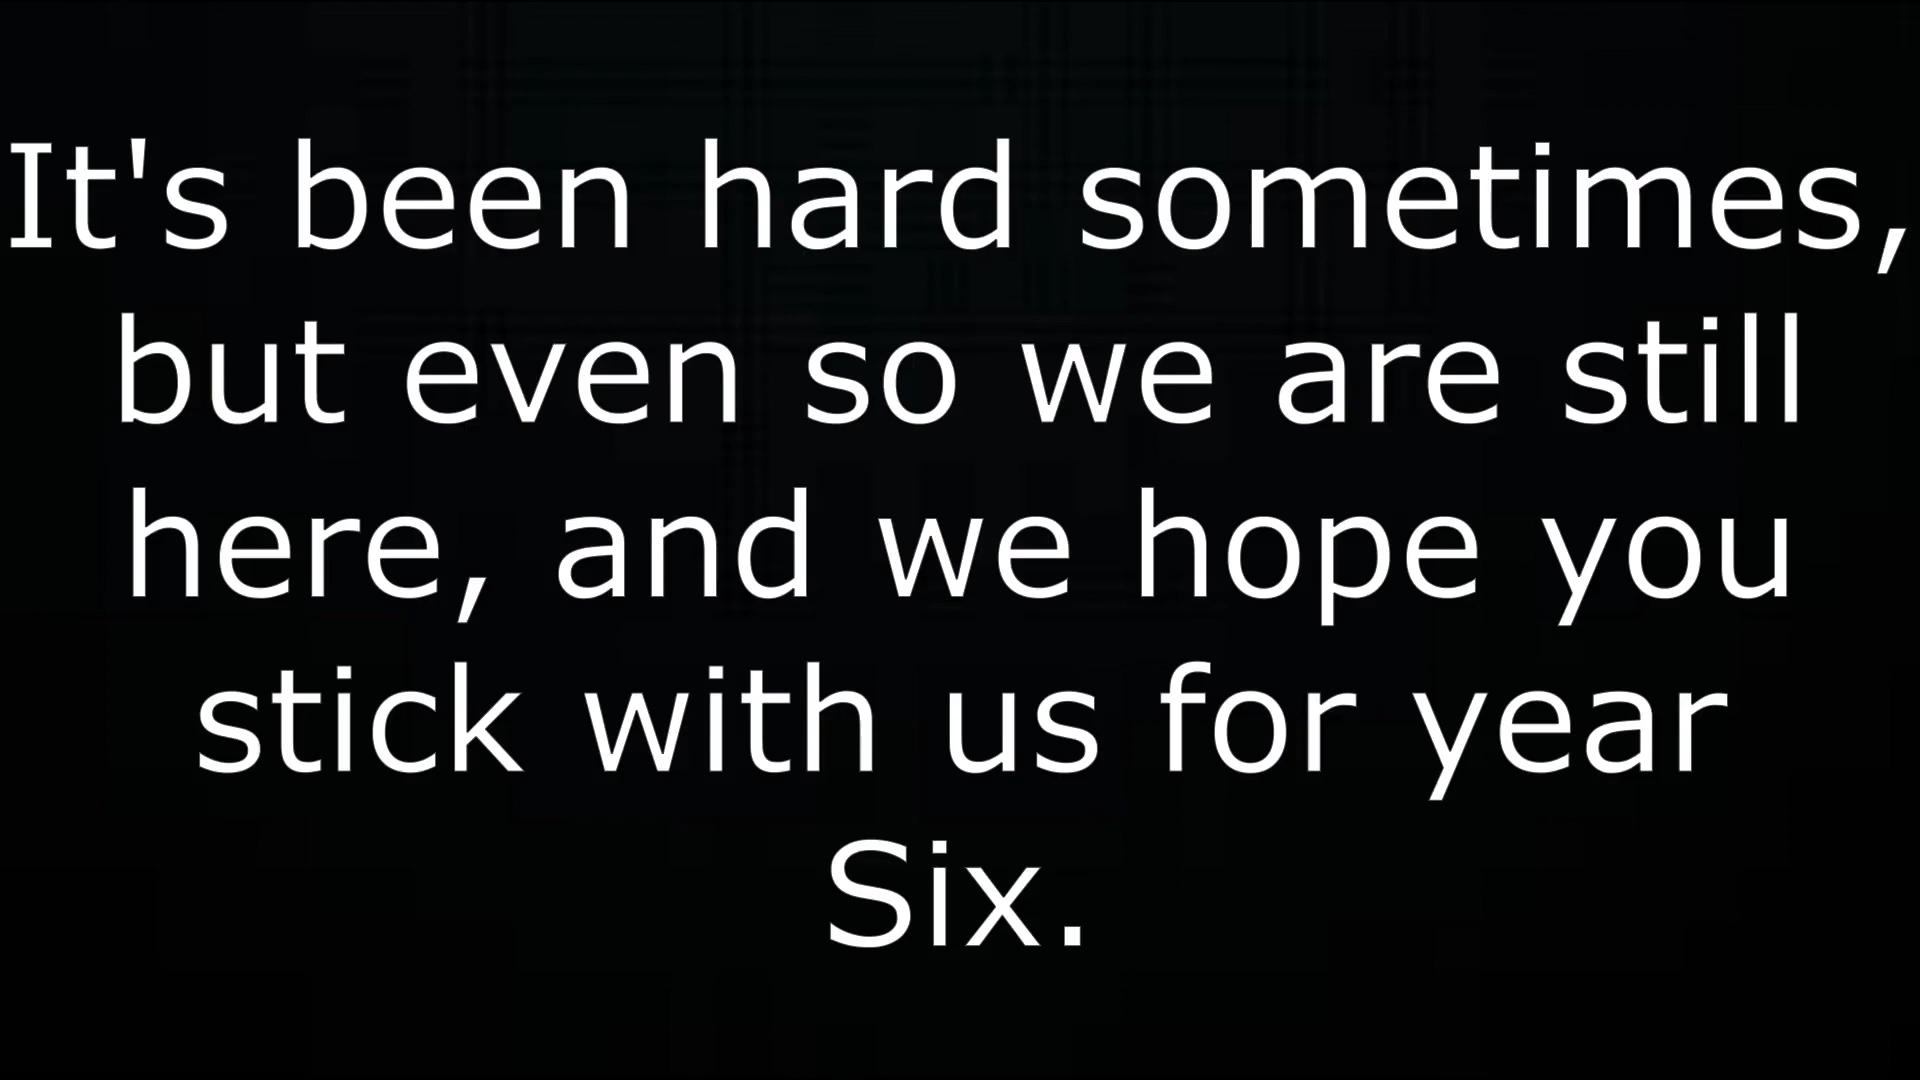 It's been hard sometimes,
but even so we are still
here, and we hope you
stick with us for year
Six.